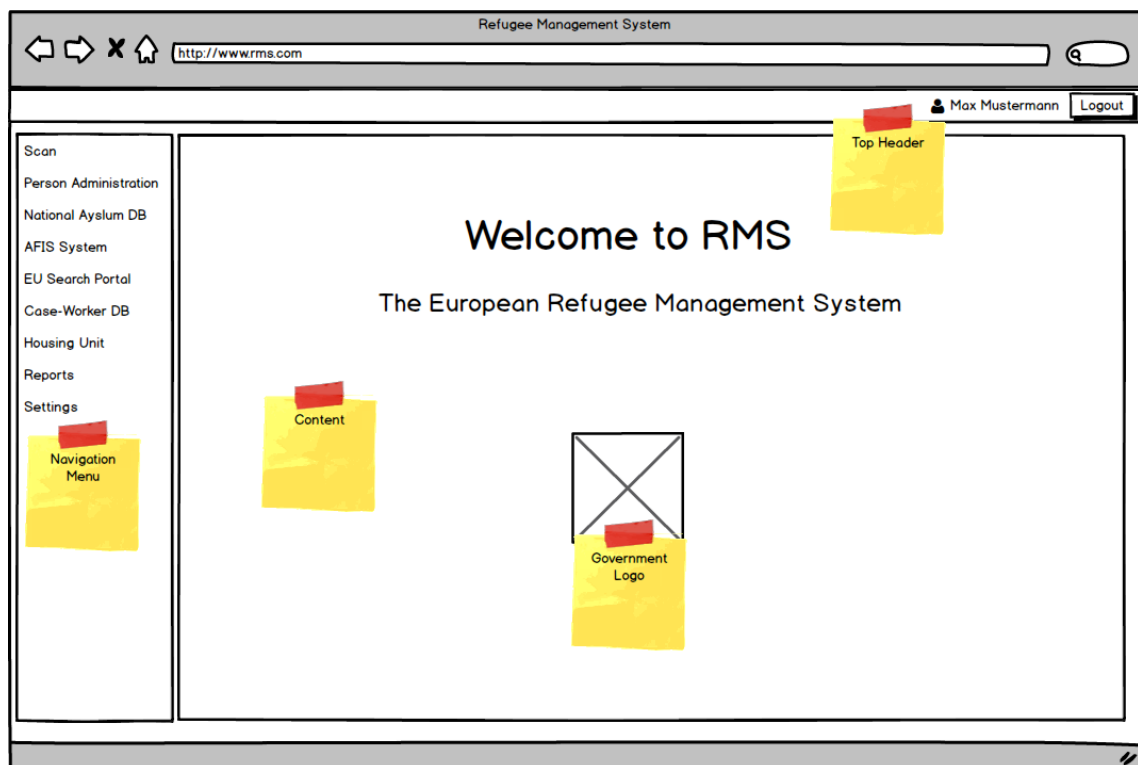 Refugee Management System
http://www.rms.com
Max Mustermann
Logout
Top Header
Scan
Person Administration
National Ayslum DB
AFIS System
EU Search Portal
Case-Worker DB
Housing Unit
Reports
Settings
Navigation
Menu
Welcome to RMS
The European Refugee Management System
Content
Government
Logo